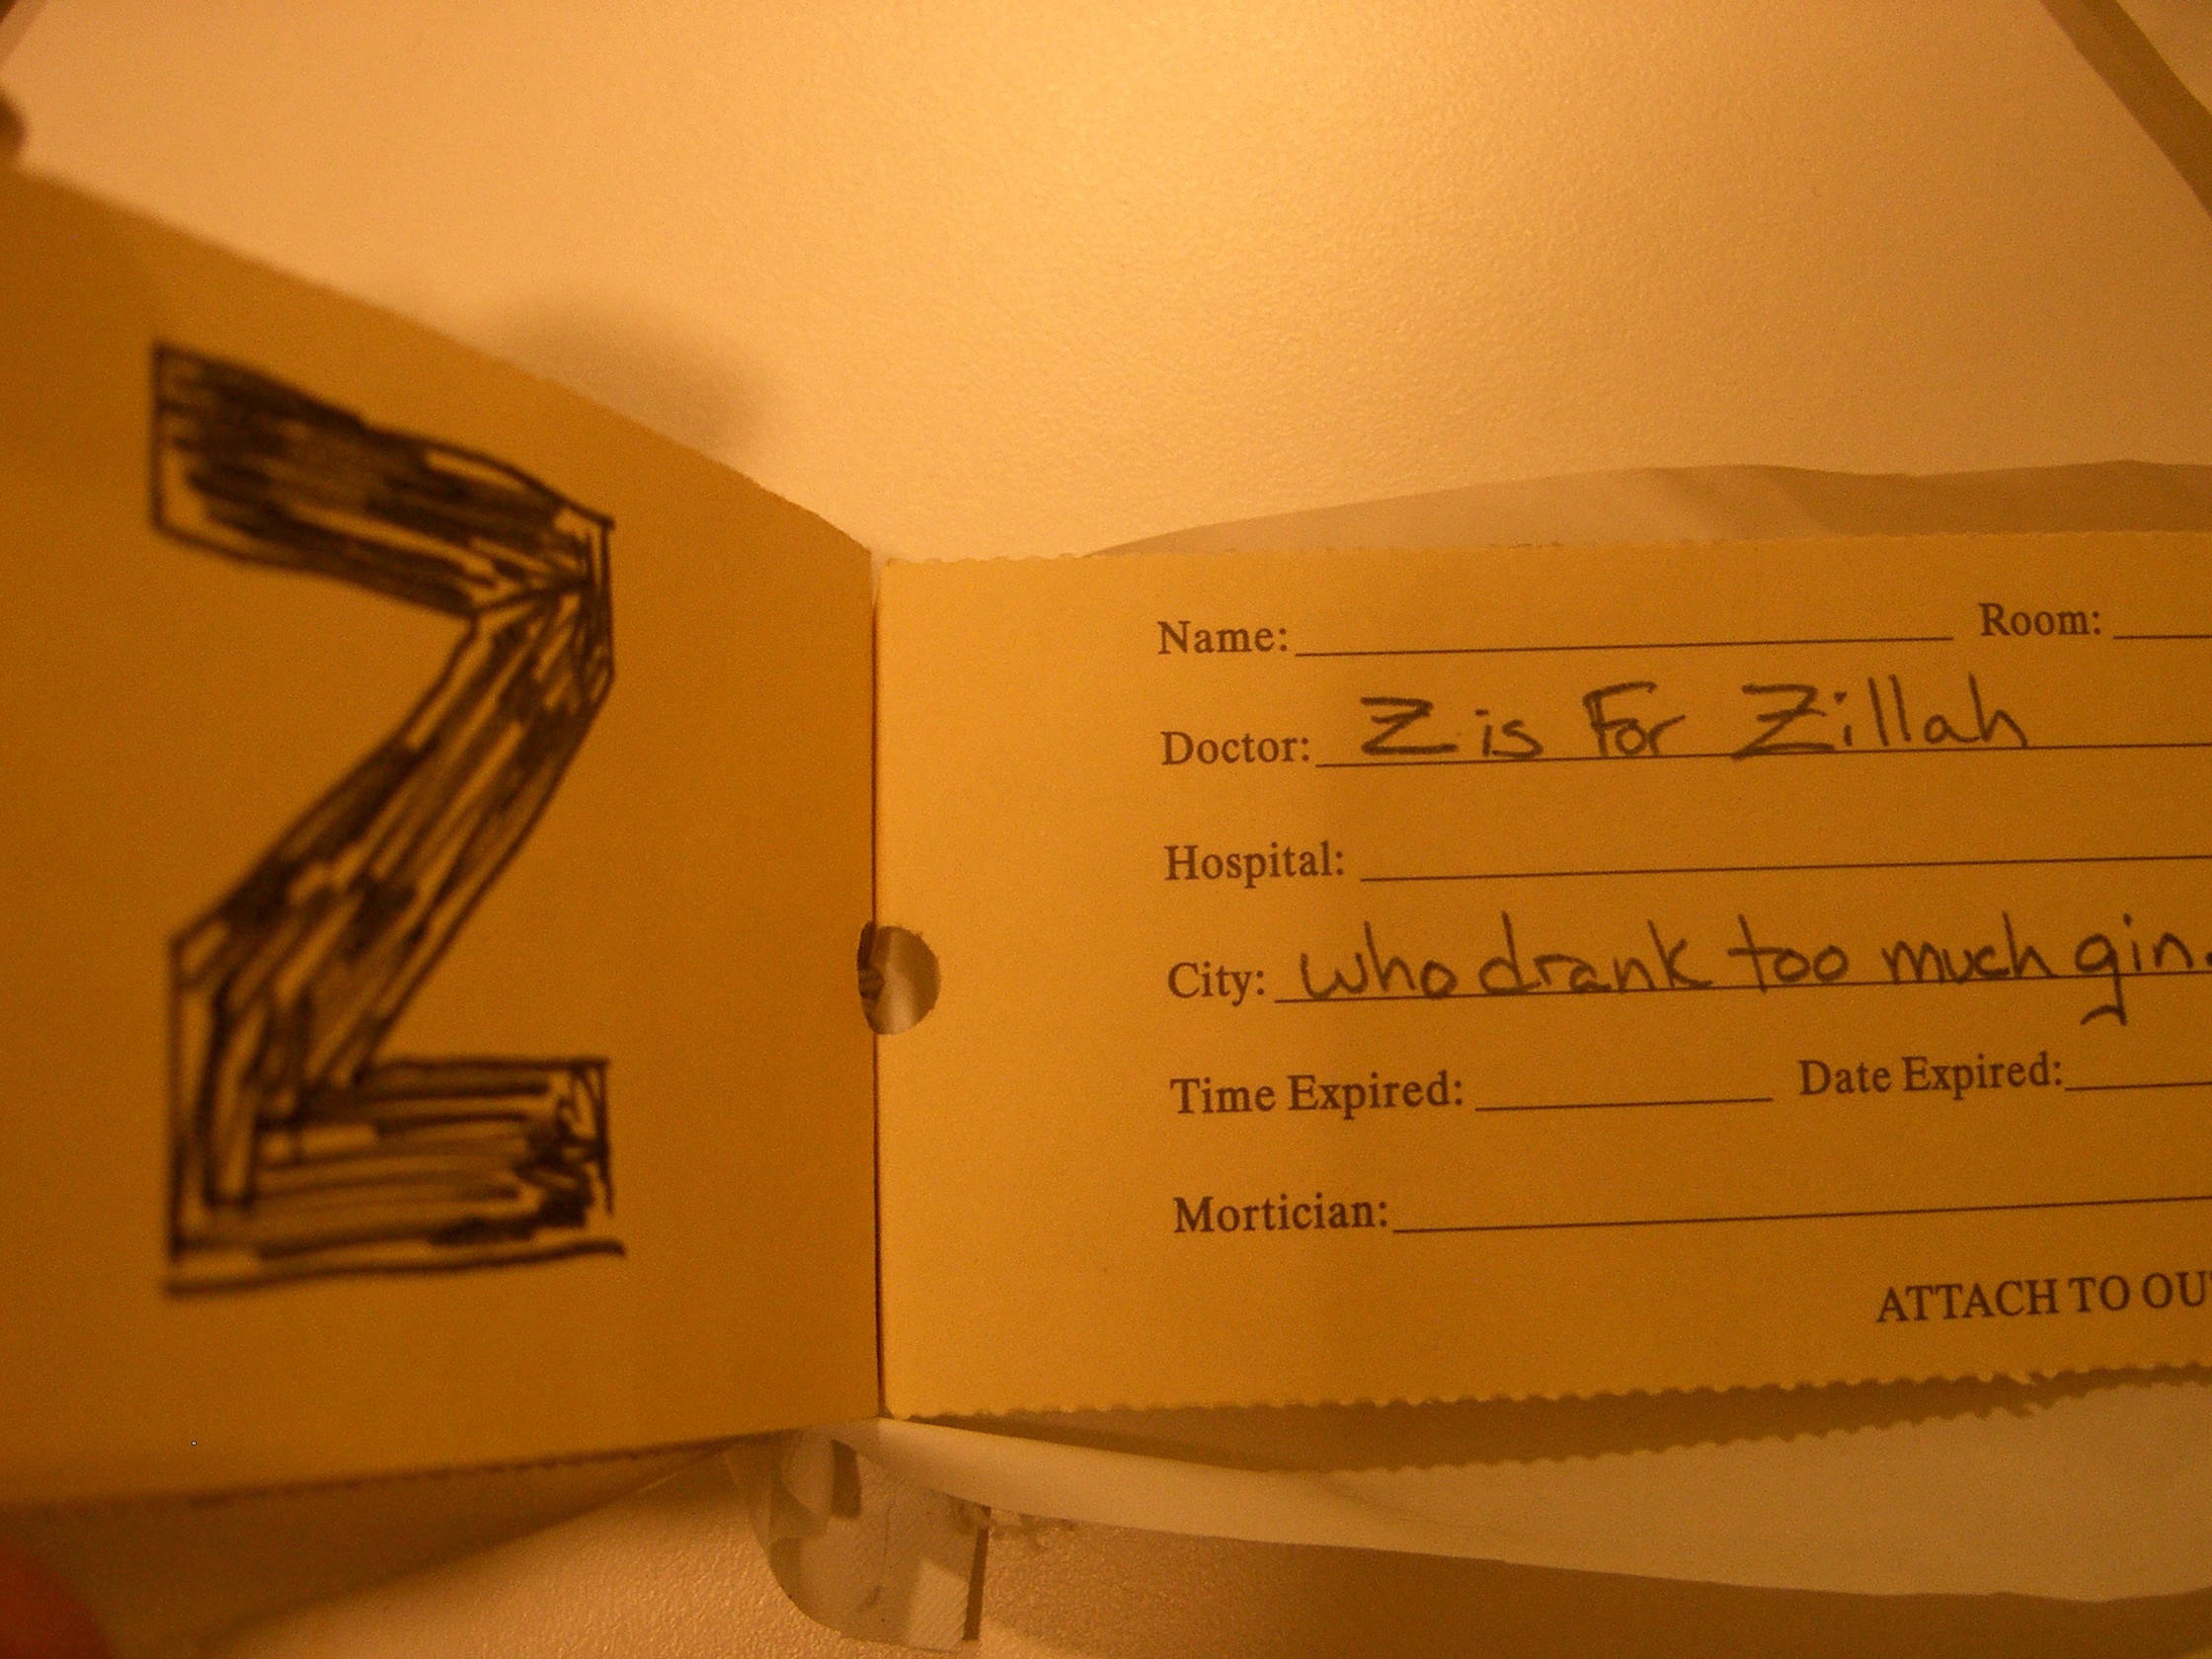 Z
Name: Room:
Doctor: Z is For Zillah
Hospital:
City: who drank too much gin.
Time Expired: Date Expired:
Mortician:
ATTACH TO